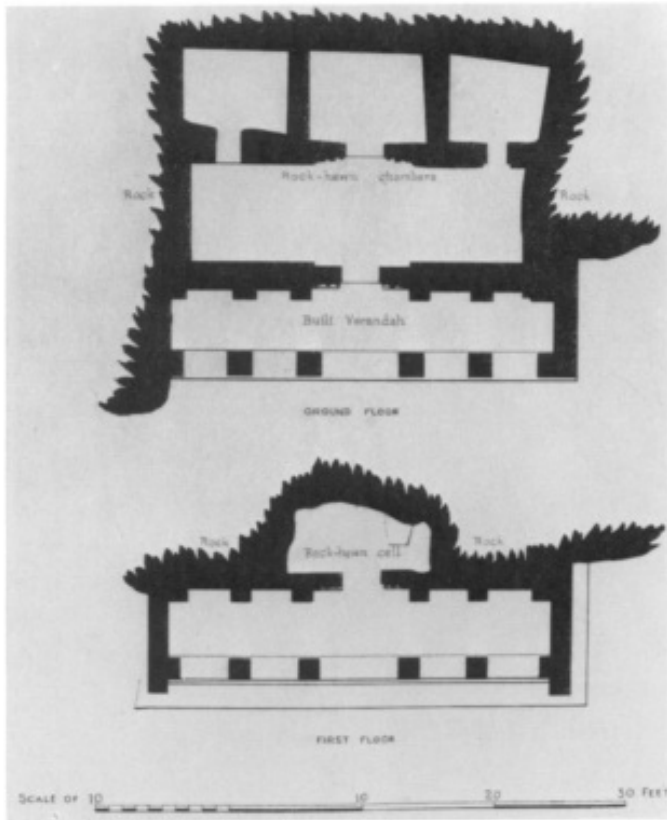 Rock-hewn chambers
Rock
Rock
Built Verandah
GROUND FLOOR
Rock
Rock
Rock-hewn cell
FIRST FLOOR
SCALE OF 10
10
20
30 FEET